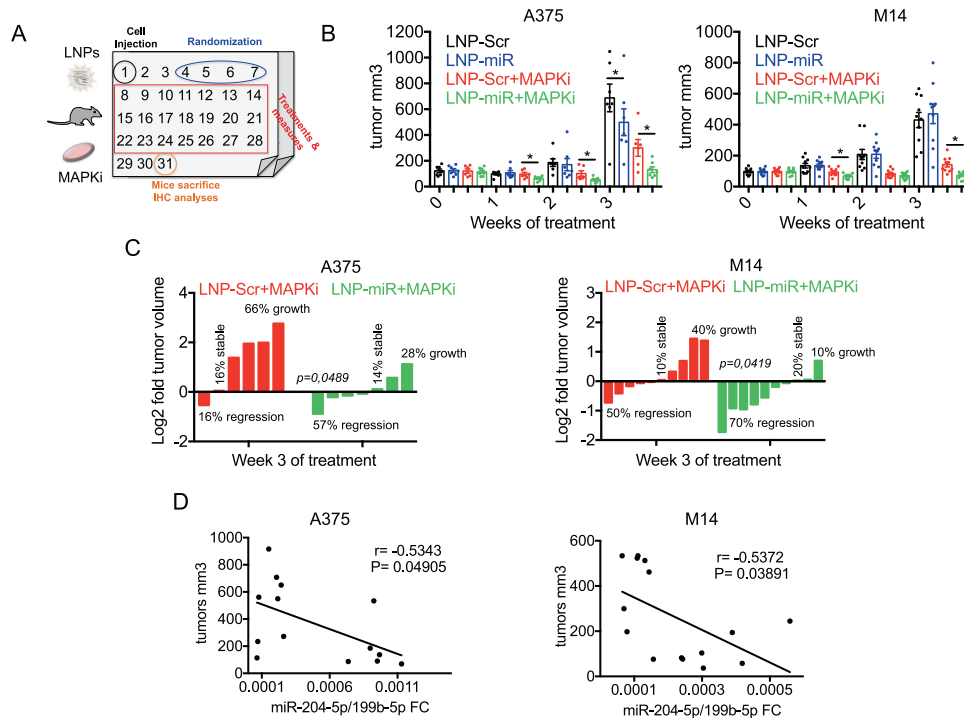 A
LNPs
MAPKi
Cell
Injection
Randomization
1 2 3 4 5 6 7
8 9 10 11 12 13 14
15 16 17 18 19 20 21
22 23 24 25 26 27 28
29 30 31
Treatments &
measures
Mice sacrifice
IHC analyses
B
A375
tumor mm3
1200
1000
800
600
400
200
0
LNP-Scr
LNP-miR
LNP-Scr+MAPKi
LNP-miR+MAPKi
* * * *
0 1 2 3
Weeks of treatment
M14
tumor mm3
1000
800
600
400
200
0
LNP-Scr
LNP-miR
LNP-Scr+MAPKi
LNP-miR+MAPKi
* *
0 1 2 3
Weeks of treatment
C
A375
LNP-Scr+MAPKi LNP-miR+MAPKi
Log2 fold tumor volume
4
2
0
-2
16% regression
16% stable
66% growth
p=0,0489
57% regression
14% stable
28% growth
Week 3 of treatment
M14
LNP-Scr+MAPKi LNP-miR+MAPKi
Log2 fold tumor volume
3
2
1
0
-1
-2
50% regression
10% stable
40% growth
p=0,0419
70% regression
20% stable
10% growth
Week 3 of treatment
D
A375
tumors mm3
1000
800
600
400
200
0
r= -0.5343
P= 0.04905
0.0001 0.0006 0.0011
miR-204-5p/199b-5p FC
M14
tumors mm3
600
400
200
0
r= -0.5372
P= 0.03891
0.0001 0.0003 0.0005
miR-204-5p/199b-5p FC